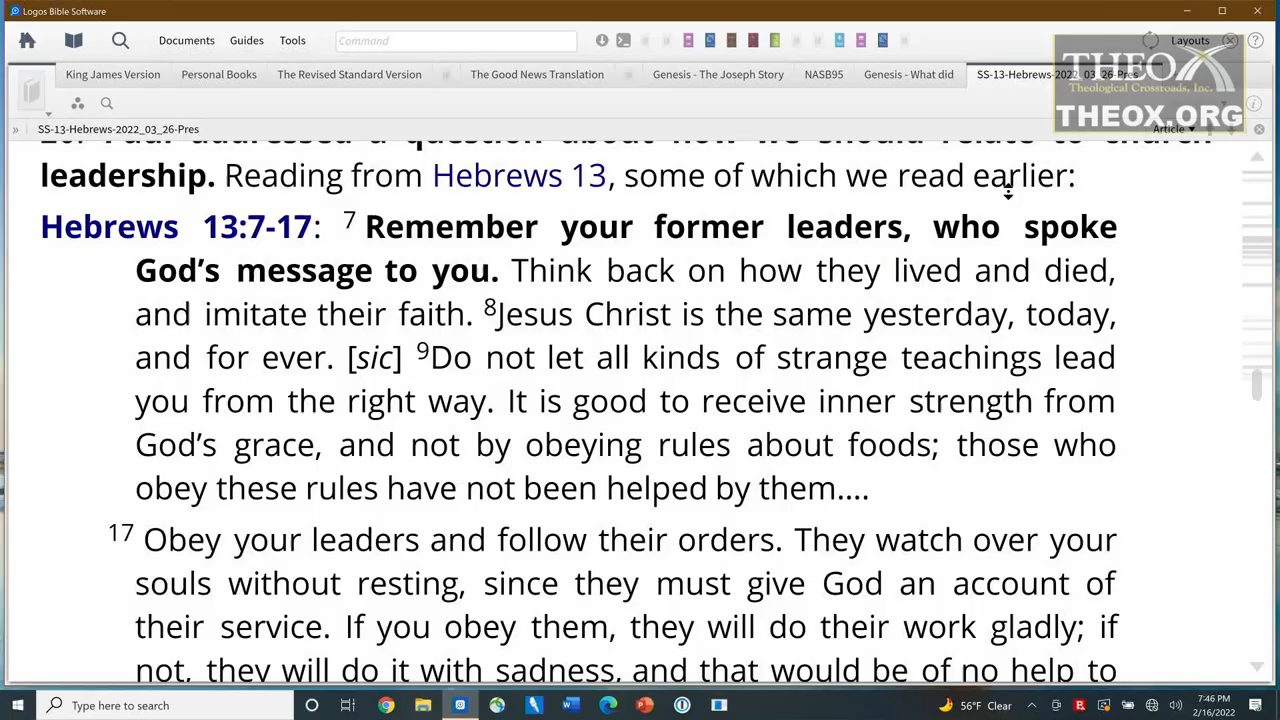 Logos Bible Software
Documents Guides Tools Command Layouts
King James Version Personal Books The Revised Standard Version The Good News Translation Genesis - The Joseph Story NASB95 Genesis - What did SS-13-Hebrews-2022_03_26-Pres
THEOX
Theological Crossroads, Inc.
THEOX.ORG
SS-13-Hebrews-2022_03_26-Pres Article
leadership. Reading from Hebrews 13, some of which we read earlier:
Hebrews 13:7-17: 7 Remember your former leaders, who spoke
God’s message to you. Think back on how they lived and died,
and imitate their faith. 8Jesus Christ is the same yesterday, today,
and for ever. [sic] 9Do not let all kinds of strange teachings lead
you from the right way. It is good to receive inner strength from
God’s grace, and not by obeying rules about foods; those who
obey these rules have not been helped by them....
17 Obey your leaders and follow their orders. They watch over your
souls without resting, since they must give God an account of
their service. If you obey them, they will do their work gladly; if
not, they will do it with sadness, and that would be of no help to
Type here to search
56°F Clear
7:46 PM
2/16/2022